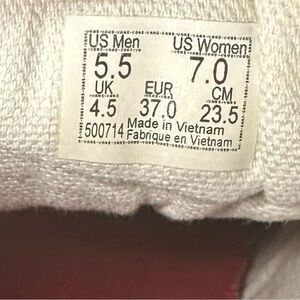 US Men US Women
5.5 7.0
UK EUR CM
4.5 37.0 23.5
500714 Made in Vietnam
Fabrique en Vietnam